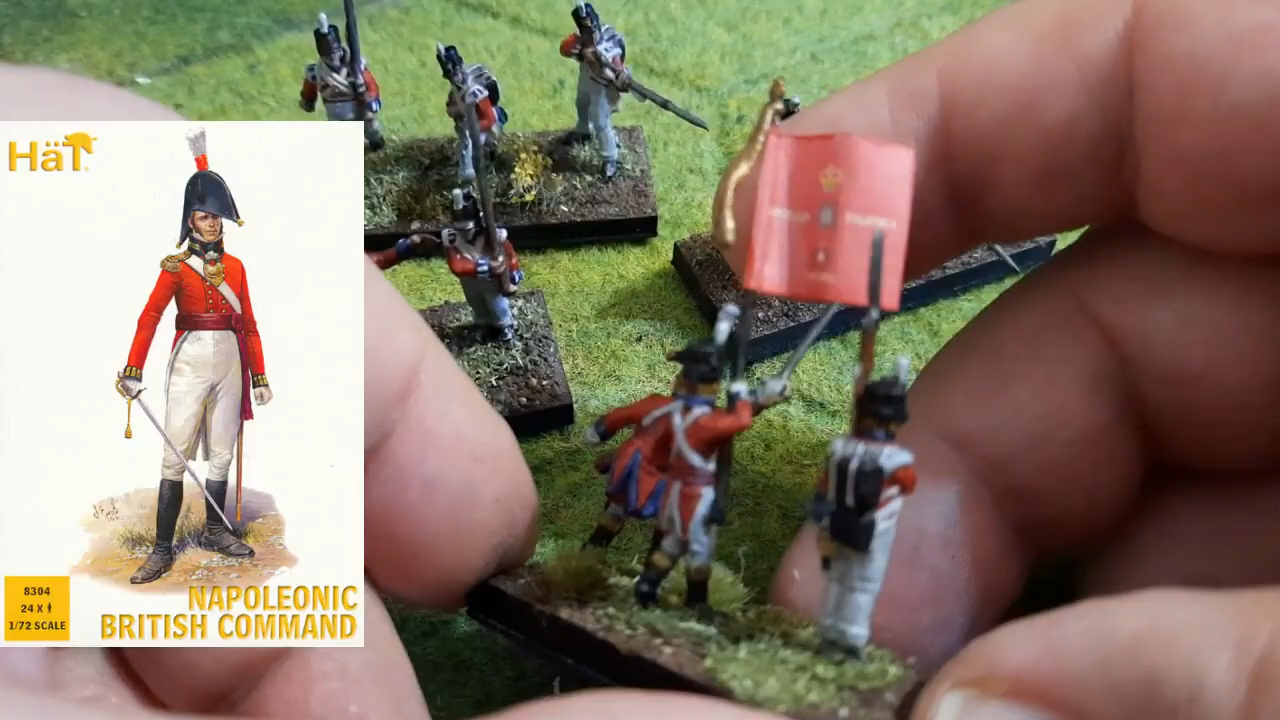 HäT
8304
24 X
1/72 SCALE
NAPOLEONIC
BRITISH COMMAND